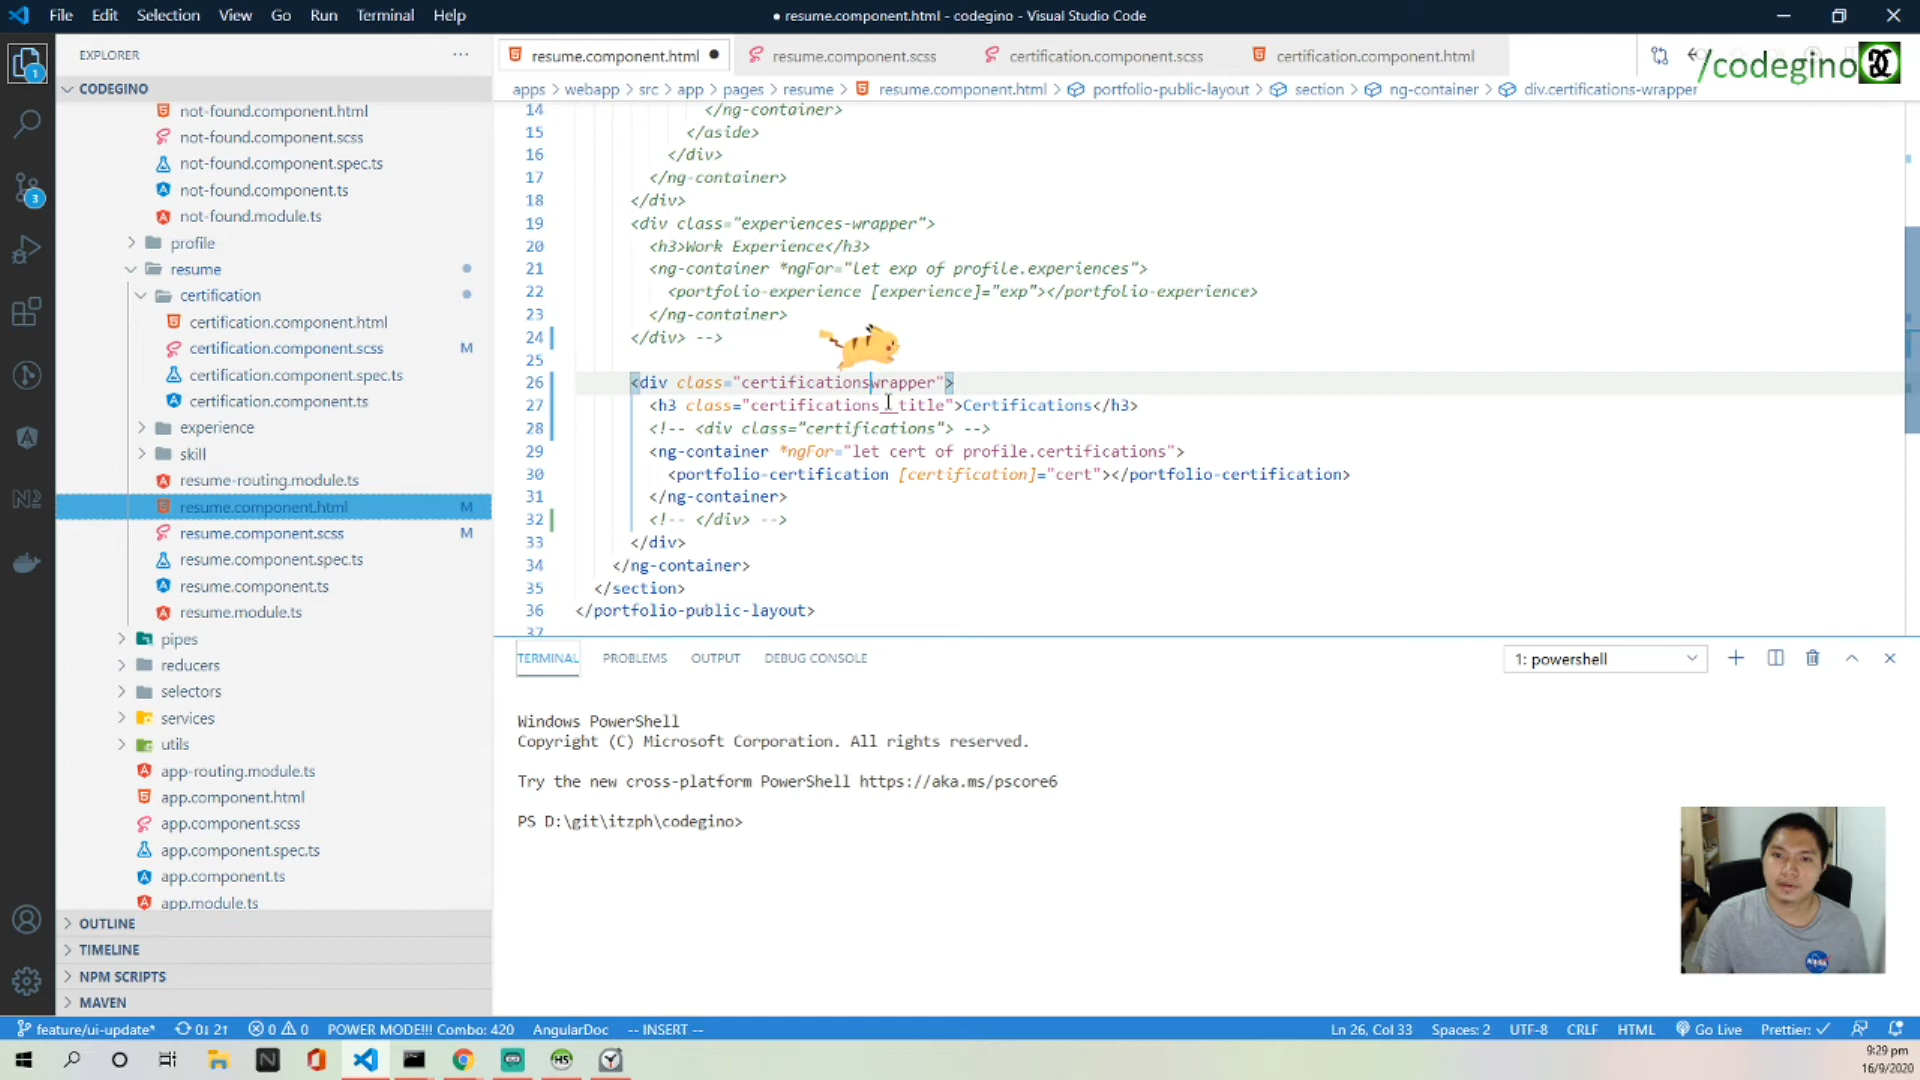 File Edit Selection View Go Run Terminal Help
● resume.component.html - codegino - Visual Studio Code
EXPLORER
CODEGINO
not-found.component.html
not-found.component.scss
not-found.component.spec.ts
not-found.component.ts
not-found.module.ts
profile
resume
certification
certification.component.html
certification.component.scss M
certification.component.spec.ts
certification.component.ts
experience
skill
resume-routing.module.ts
resume.component.html M
resume.component.scss M
resume.component.spec.ts
resume.component.ts
resume.module.ts
pipes
reducers
selectors
services
utils
app-routing.module.ts
app.component.html
app.component.scss
app.component.spec.ts
app.component.ts
app.module.ts
OUTLINE
TIMELINE
NPM SCRIPTS
MAVEN
1
3
resume.component.html ● resume.component.scss certification.component.scss certification.component.html
/codegino
apps > webapp > src > app > pages > resume > resume.component.html > portfolio-public-layout > section > ng-container > div.certifications-wrapper
14 </ng-container>
15 </aside>
16 </div>
17 </ng-container>
18 </div>
19 <div class="experiences-wrapper">
20 <h3>Work Experience</h3>
21 <ng-container *ngFor="let exp of profile.experiences">
22 <portfolio-experience [experience]="exp"></portfolio-experience>
23 </ng-container>
24 </div> -->
25
26 <div class="certificationswrapper">
27 <h3 class="certifications__title">Certifications</h3>
28 <!-- <div class="certifications"> -->
29 <ng-container *ngFor="let cert of profile.certifications">
30 <portfolio-certification [certification]="cert"></portfolio-certification>
31 </ng-container>
32 <!-- </div> -->
33 </div>
34 </ng-container>
35 </section>
36 </portfolio-public-layout>
37
TERMINAL PROBLEMS OUTPUT DEBUG CONSOLE
1: powershell
Windows PowerShell
Copyright (C) Microsoft Corporation. All rights reserved.
Try the new cross-platform PowerShell https://aka.ms/pscore6
PS D:\git\itzph\codegino>
NASA
feature/ui-update* 0↓ 2↑ 0 0 POWER MODE!!! Combo: 420 AngularDoc -- INSERT --
Ln 26, Col 33 Spaces: 2 UTF-8 CRLF HTML Go Live Prettier: ✓
N
HS
9:29 pm
16/9/2020